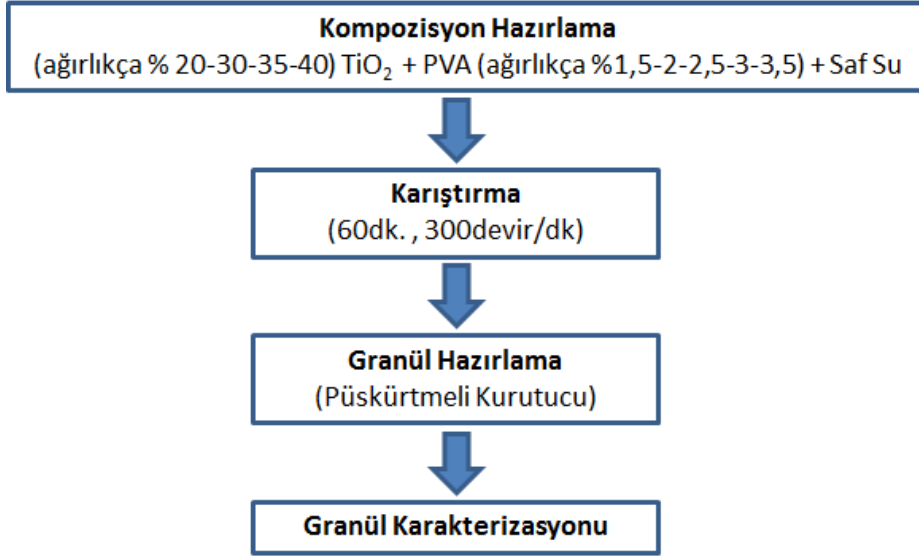 Kompozisyon Hazırlama
(ağırlıkça % 20-30-35-40) TiO₂ + PVA (ağırlıkça %1,5-2-2,5-3-3,5) + Saf Su
Karıştırma
(60dk. , 300devir/dk)
Granül Hazırlama
(Püskürtmeli Kurutucu)
Granül Karakterizasyonu